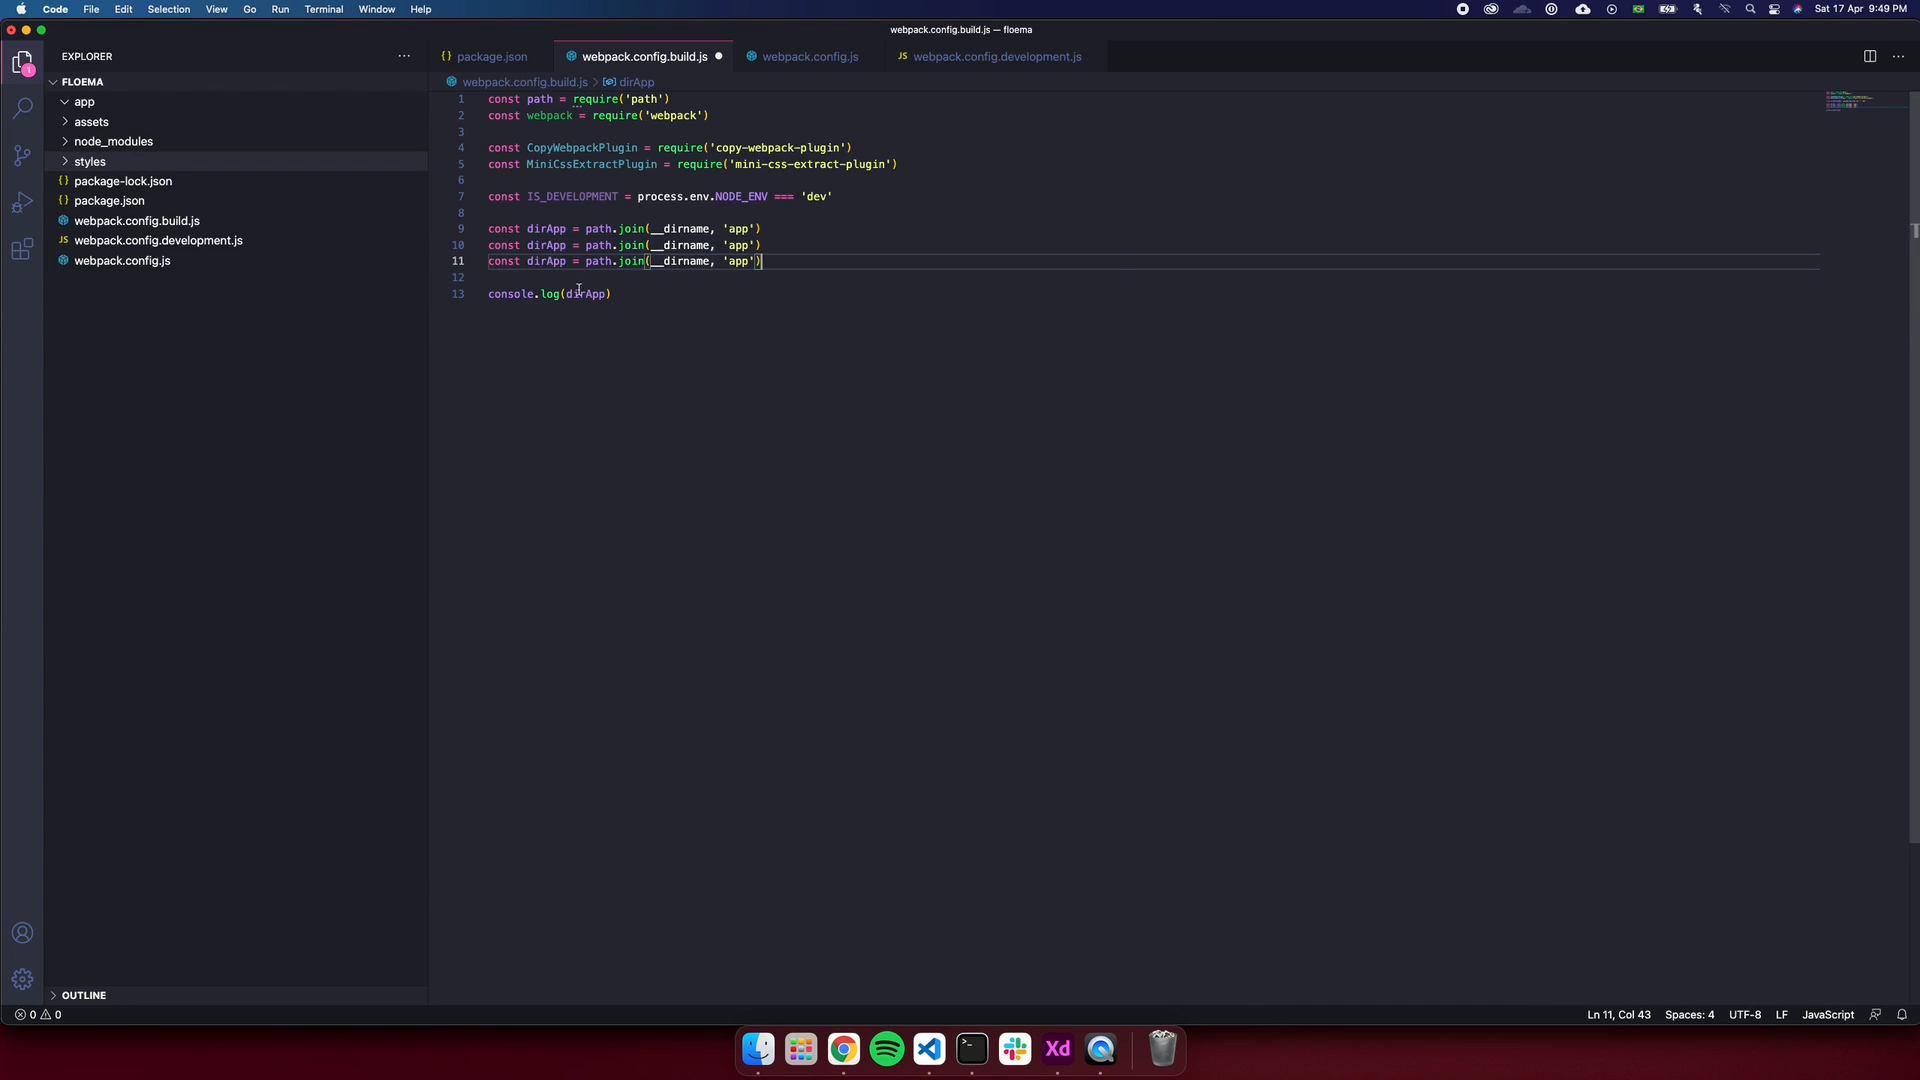 Code File Edit Selection View Go Run Terminal Window Help Sat 17 Apr 9:49 PM
webpack.config.build.js — floema
EXPLORER
package.json webpack.config.build.js webpack.config.js JS webpack.config.development.js
FLOEMA
webpack.config.build.js > dirApp
app
assets
node_modules
styles
{} package-lock.json
{} package.json
webpack.config.build.js
JS webpack.config.development.js
webpack.config.js
1 const path = require('path')
2 const webpack = require('webpack')
3
4 const CopyWebpackPlugin = require('copy-webpack-plugin')
5 const MiniCssExtractPlugin = require('mini-css-extract-plugin')
6
7 const IS_DEVELOPMENT = process.env.NODE_ENV === 'dev'
8
9 const dirApp = path.join(__dirname, 'app')
10 const dirApp = path.join(__dirname, 'app')
11 const dirApp = path.join(__dirname, 'app')
12
13 console.log(dirApp)
1
OUTLINE
0 0
Ln 11, Col 43 Spaces: 4 UTF-8 LF JavaScript
Xd